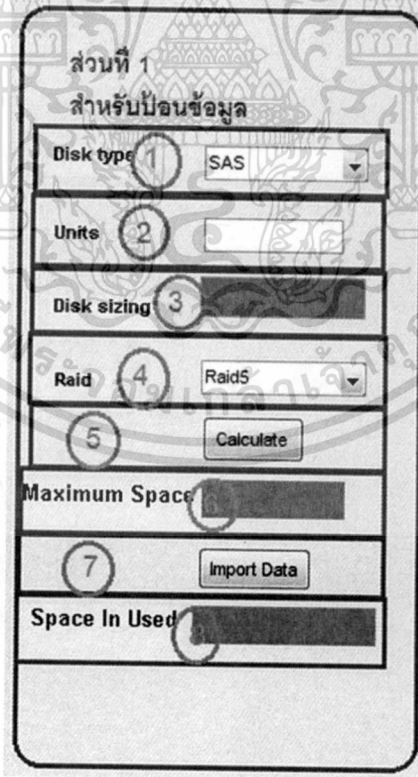 ส่วนที่ 1
สำหรับป้อนข้อมูล
Disk type 1 SAS
Units 2
Disk sizing 3
Raid 4 Raid5
5 Calculate
Maximum Space 6
7 Import Data
Space In Used 8